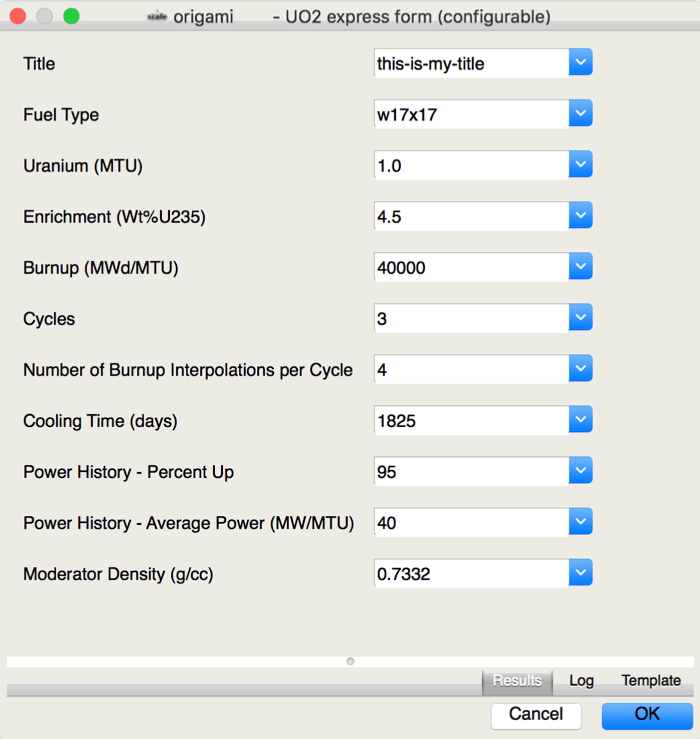 scale origami - UO2 express form (configurable)
Title this-is-my-title
Fuel Type w17x17
Uranium (MTU) 1.0
Enrichment (Wt%U235) 4.5
Burnup (MWd/MTU) 40000
Cycles 3
Number of Burnup Interpolations per Cycle 4
Cooling Time (days) 1825
Power History - Percent Up 95
Power History - Average Power (MW/MTU) 40
Moderator Density (g/cc) 0.7332
Results Log Template
Cancel OK